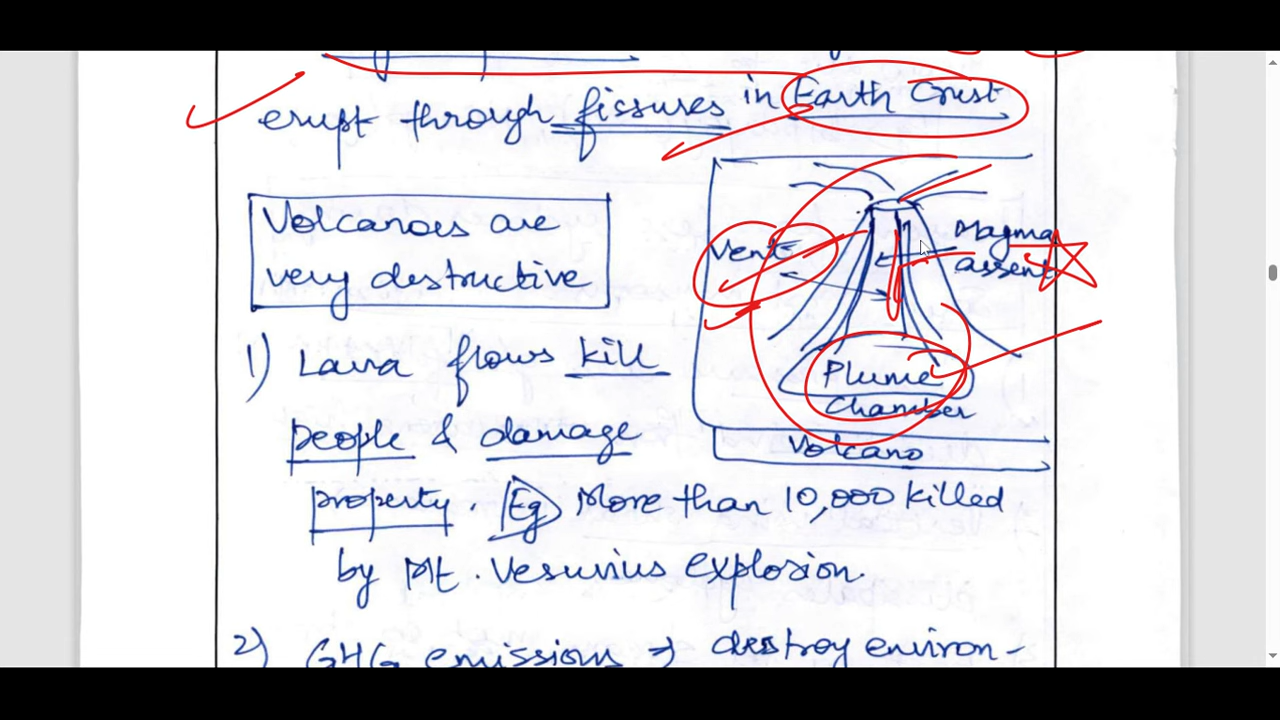 erupt through fissures in Earth Crust
Volcanoes are
very destructive
Vent
Magma
assent
Plume
Chamber
Volcano
1) Lava flows kill
people & damage
property. Eg More than 10,000 killed
by Mt. Vesuvius explosion.
2) GHG emissions → destroy environ-